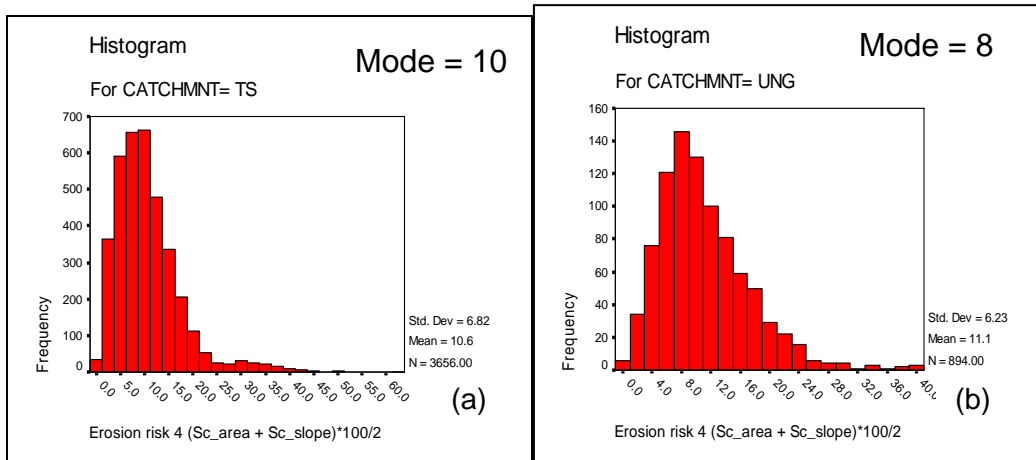 Histogram
Mode = 10
For CATCHMNT= TS
700
600
500
400
300
200
100
0
Frequency
0.0
5.0
10.0
15.0
20.0
25.0
30.0
35.0
40.0
45.0
50.0
55.0
60.0
Std. Dev = 6.82
Mean = 10.6
N = 3656.00
(a)
Erosion risk 4 (Sc_area + Sc_slope)*100/2
Histogram
Mode = 8
For CATCHMNT= UNG
160
140
120
100
80
60
40
20
0
Frequency
0.0
4.0
8.0
12.0
16.0
20.0
24.0
28.0
32.0
36.0
40.0
Std. Dev = 6.23
Mean = 11.1
N = 894.00
(b)
Erosion risk 4 (Sc_area + Sc_slope)*100/2